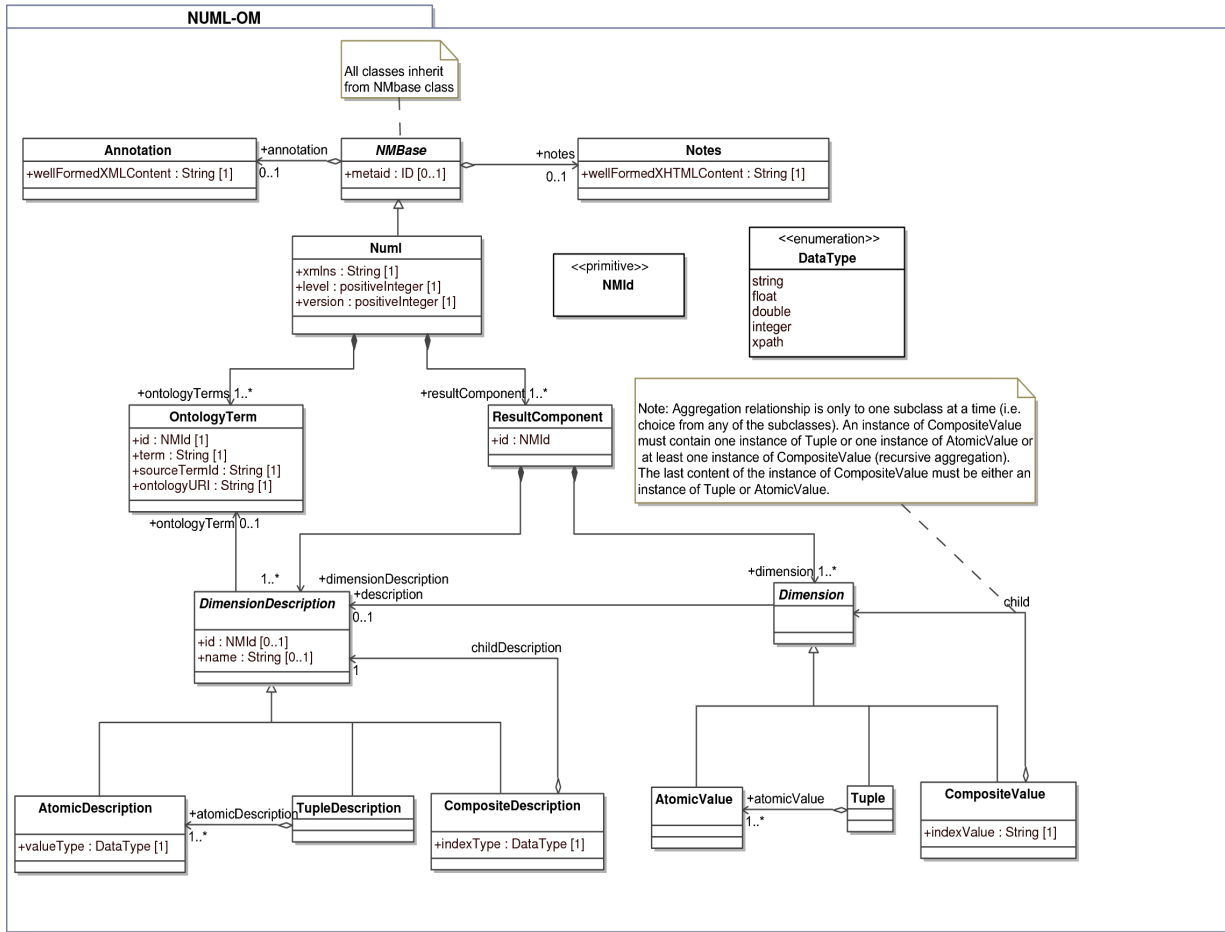 NUML-OM
All classes inherit
from NMbase class
Annotation
+wellFormedXMLContent : String [1]
+annotation
0..1
NMBase
+metaid : ID [0..1]
+notes
0..1
Notes
+wellFormedXHTMLContent : String [1]
Numl
+xmlns : String [1]
+level : positiveInteger [1]
+version : positiveInteger [1]
<<primitive>>
NMId
<<enumeration>>
DataType
string
float
double
integer
xpath
+ontologyTerms 1..*
+resultComponent 1..*
OntologyTerm
+id : NMId [1]
+term : String [1]
+sourceTermId : String [1]
+ontologyURI : String [1]
ResultComponent
+id : NMId
Note: Aggregation relationship is only to one subclass at a time (i.e.
choice from any of the subclasses). An instance of CompositeValue
must contain one instance of Tuple or one instance of AtomicValue or
at least one instance of CompositeValue (recursive aggregation).
The last content of the instance of CompositeValue must be either an
instance of Tuple or AtomicValue.
+ontologyTerm 0..1
1..*
+dimensionDescription
+description
0..1
+dimension 1..*
DimensionDescription
+id : NMId [0..1]
+name : String [0..1]
Dimension
child
childDescription
1
AtomicDescription
+valueType : DataType [1]
+atomicDescription
1..*
TupleDescription
CompositeDescription
+indexType : DataType [1]
AtomicValue
+atomicValue
1..*
Tuple
CompositeValue
+indexValue : String [1]